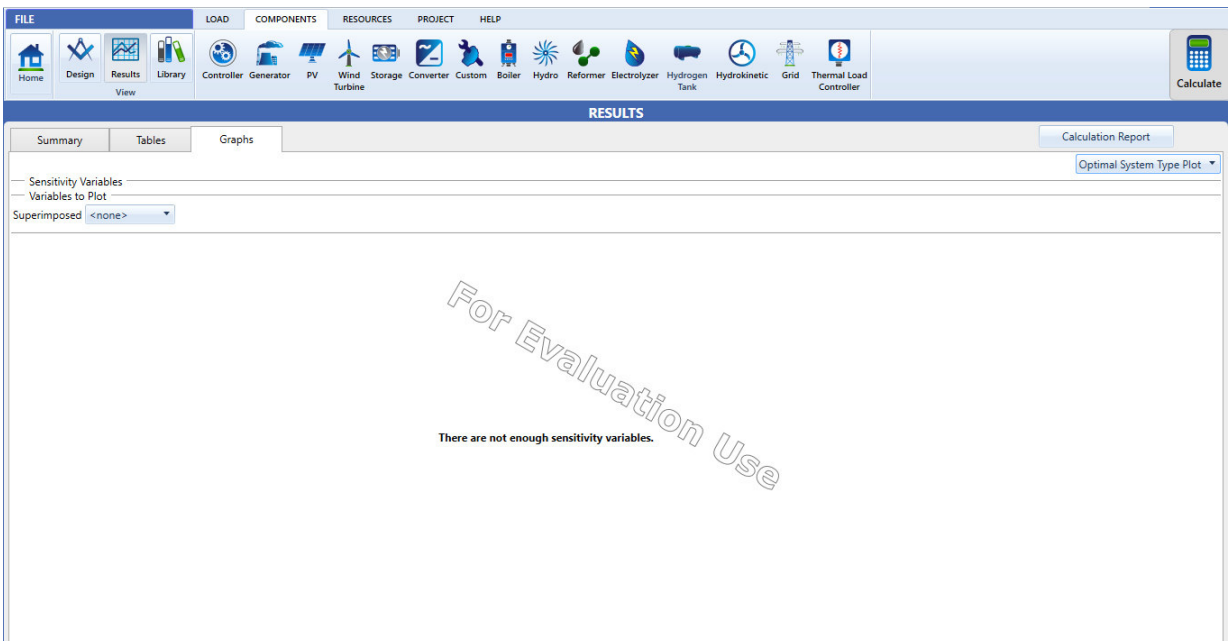 FILE LOAD COMPONENTS RESOURCES PROJECT HELP
Home Design Results Library Controller Generator PV Wind Turbine Storage Converter Custom Boiler Hydro Reformer Electrolyzer Hydrogen Tank Hydrokinetic Grid Thermal Load Controller Calculate
View
RESULTS
Summary Tables Graphs Calculation Report
Optimal System Type Plot
Sensitivity Variables
Variables to Plot
Superimposed <none>
For Evaluation Use
There are not enough sensitivity variables.